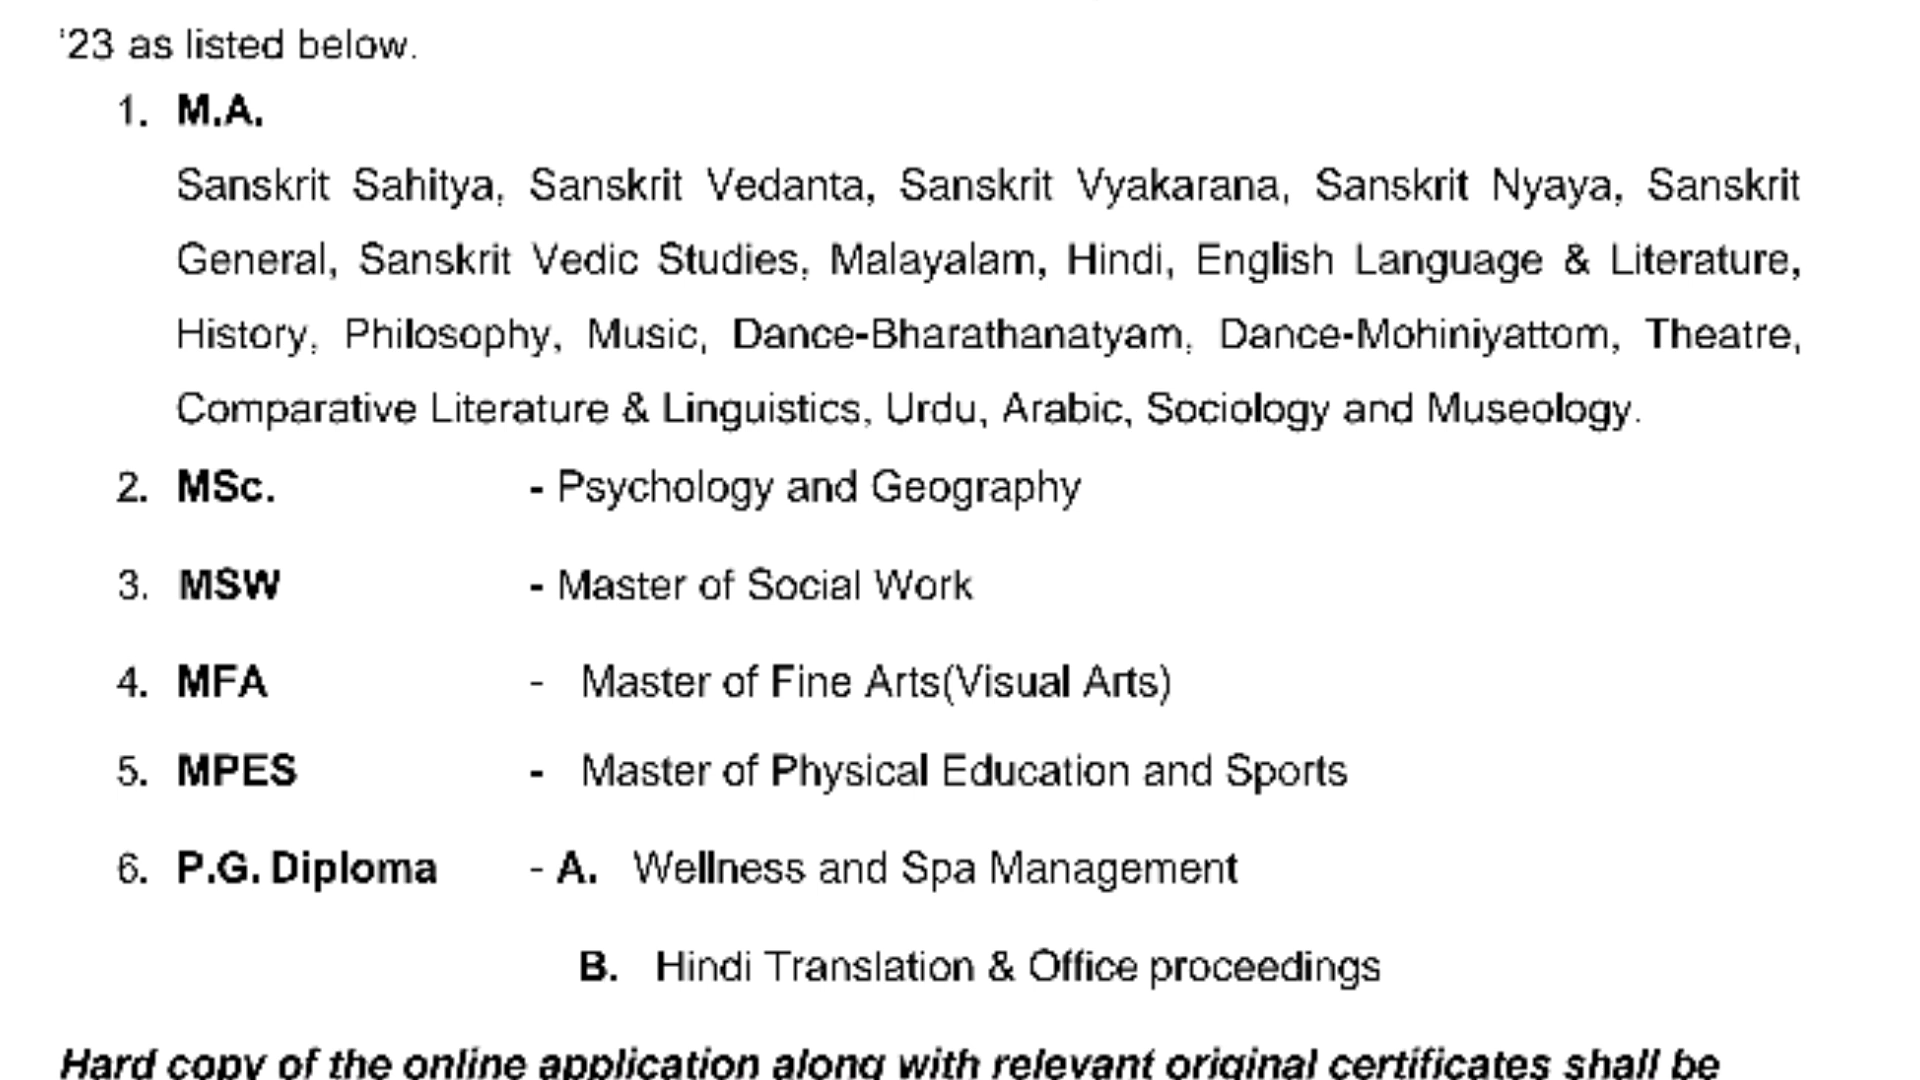 '23 as listed below.
1. M.A.
Sanskrit Sahitya, Sanskrit Vedanta, Sanskrit Vyakarana, Sanskrit Nyaya, Sanskrit
General, Sanskrit Vedic Studies, Malayalam, Hindi, English Language & Literature,
History, Philosophy, Music, Dance-Bharathanatyam, Dance-Mohiniyattom, Theatre,
Comparative Literature & Linguistics, Urdu, Arabic, Sociology and Museology.
2. MSc. - Psychology and Geography
3. MSW - Master of Social Work
4. MFA - Master of Fine Arts(Visual Arts)
5. MPES - Master of Physical Education and Sports
6. P.G. Diploma - A. Wellness and Spa Management
B. Hindi Translation & Office proceedings
Hard copy of the online application along with relevant original certificates shall be